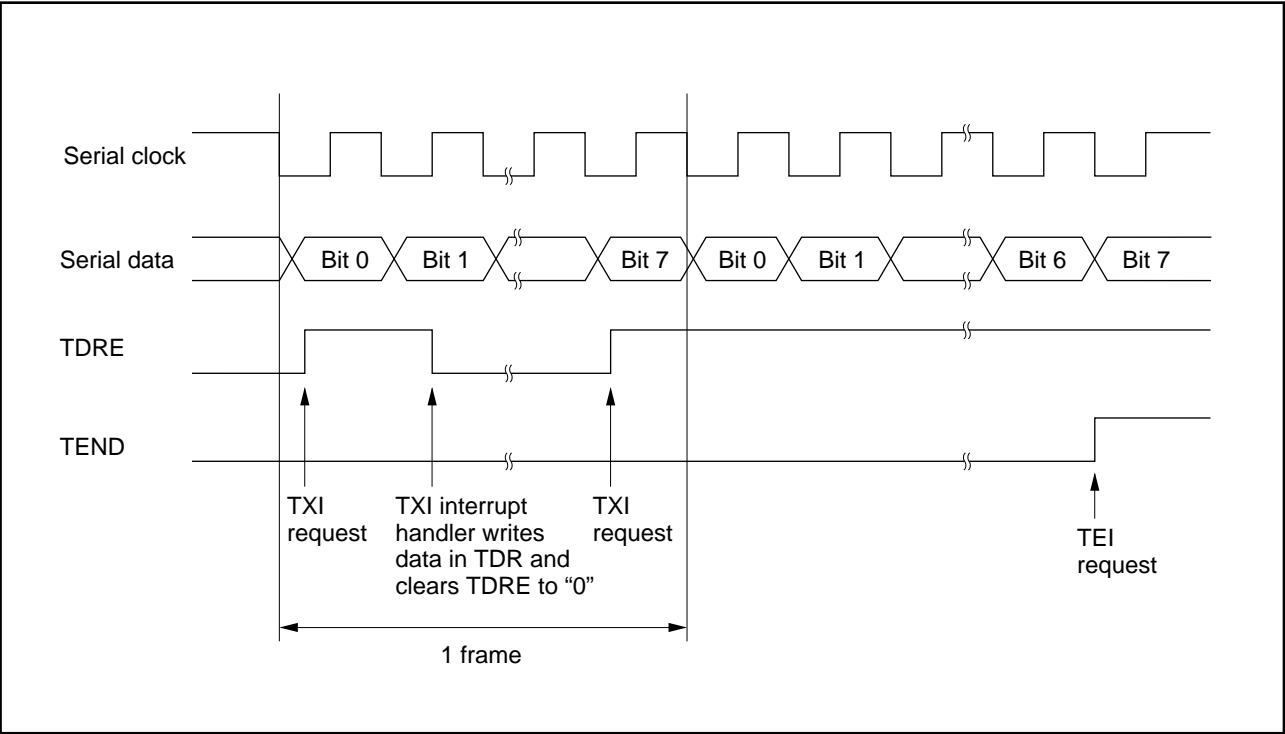 Serial clock
Serial data
Bit 0
Bit 1
Bit 7
Bit 0
Bit 1
Bit 6
Bit 7
TDRE
TEND
TXI
request
TXI interrupt
handler writes
data in TDR and
clears TDRE to “0”
TXI
request
TEI
request
1 frame